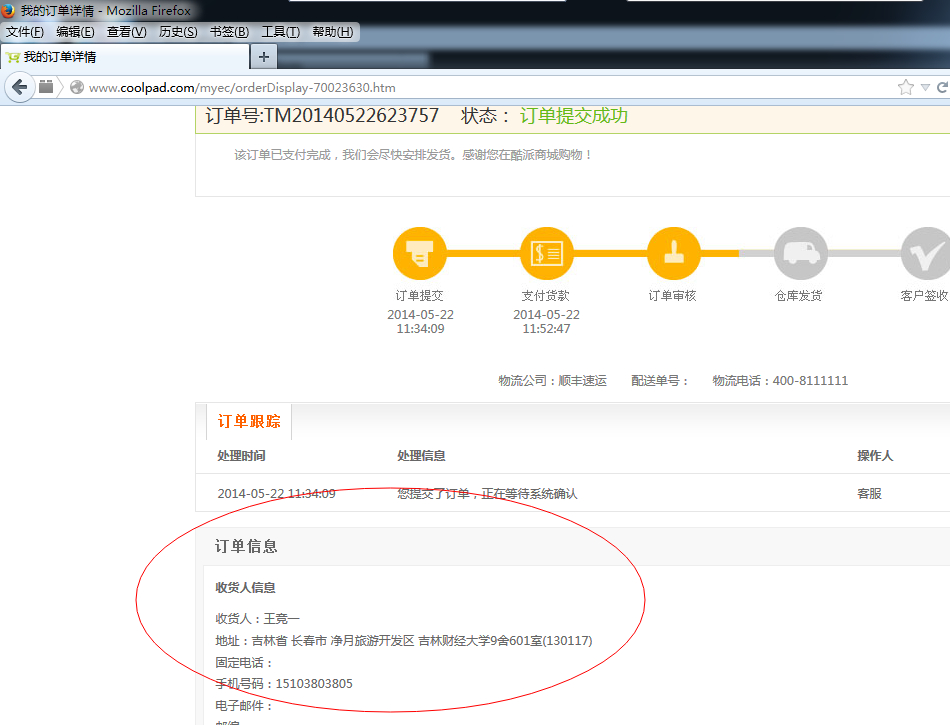 我的订单详情 - Mozilla Firefox
文件(F) 编辑(E) 查看(V) 历史(S) 书签(B) 工具(T) 帮助(H)
我的订单详情 +
www.coolpad.com/myec/orderDisplay-70023630.htm
订单号:TM20140522623757 状态： 订单提交成功
该订单已支付完成，我们会尽快安排发货。感谢您在酷派商城购物！
订单提交 支付货款 订单审核 仓库发货 客户签收
2014-05-22 2014-05-22
11:34:09 11:52:47
物流公司：顺丰速运 配送单号： 物流电话：400-8111111
订单跟踪
处理时间 处理信息 操作人
2014-05-22 11:34:09 您提交了订单，正在等待系统确认 客服
订单信息
收货人信息
收货人：王竞一
地址：吉林省 长春市 净月旅游开发区 吉林财经大学9舍601室(130117)
固定电话：
手机号码：15103803805
电子邮件：